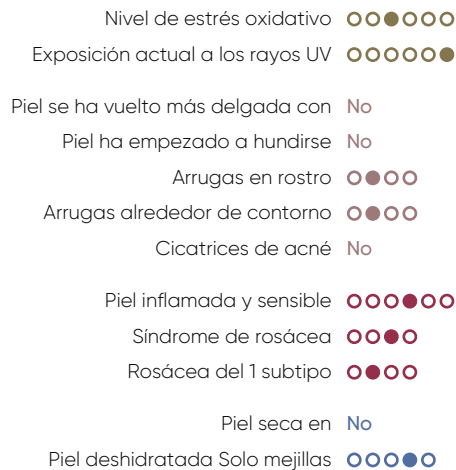 Nivel de estrés oxidativo
Exposición actual a los rayos UV
Piel se ha vuelto más delgada con No
Piel ha empezado a hundirse No
Arrugas en rostro
Arrugas alrededor de contorno
Cicatrices de acné No
Piel inflamada y sensible
Síndrome de rosácea
Rosácea del 1 subtipo
Piel seca en No
Piel deshidratada Solo mejillas